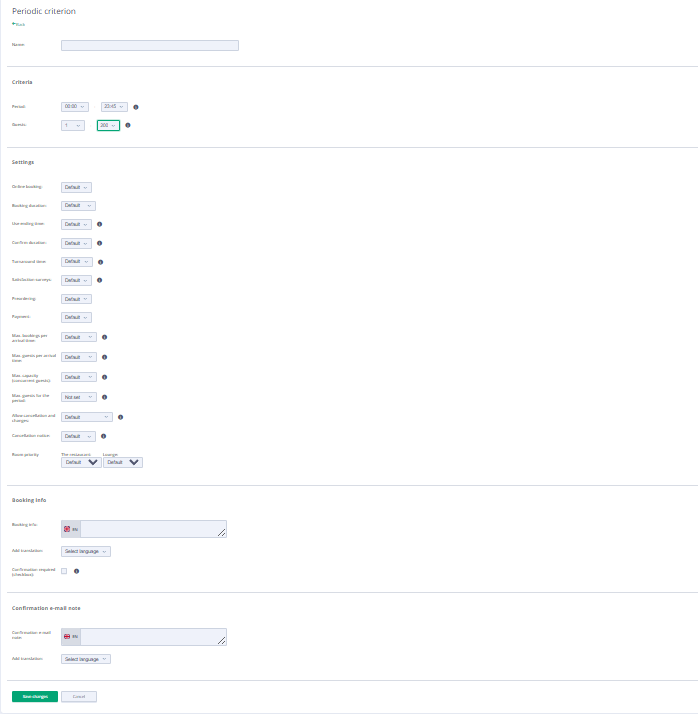 Periodic criterion
Back
Name:
Criteria
Period: 00:00 23:45
Guests: 1 200
Settings
Online booking: Default
Booking duration: Default
Use ending time: Default
Confirm duration: Default
Turnaround time: Default
Satisfaction surveys: Default
Preordering: Default
Payment: Default
Max. bookings per
arrival time: Default
Max. guests per arrival
time: Default
Max. capacity
(concurrent guests): Default
Max. guests for the
period: Not set
Allow cancellation and
changes: Default
Cancellation notice: Default
Room priority The restaurant Lounge
Default Default
Booking info
Booking info: EN
Add translation: Select language
Confirmation required
(checkbox):
Confirmation e-mail note
Confirmation e-mail
note: EN
Add translation: Select language
Save changes Cancel